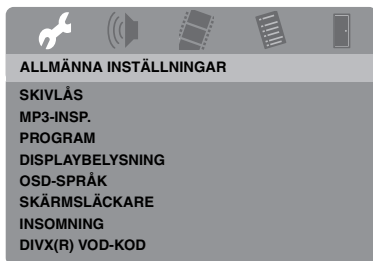 ALLMÄNNA INSTÄLLNINGAR
SKIVLÅS
MP3-INSP.
PROGRAM
DISPLAYBELYSNING
OSD-SPRÅK
SKÄRMSLÄCKARE
INSOMNING
DIVX(R) VOD-KOD